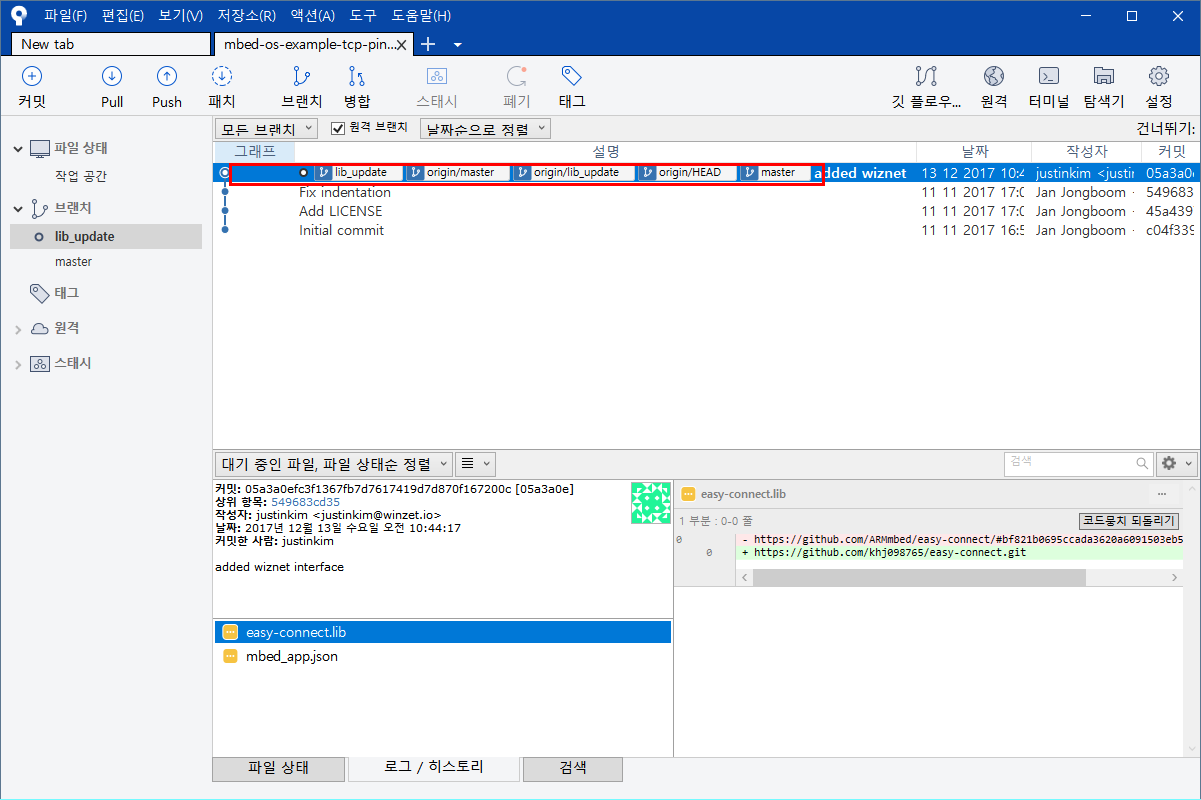 파일(F) 편집(E) 보기(V) 저장소(R) 액션(A) 도구 도움말(H)
New tab mbed-os-example-tcp-pin...
커밋 Pull Push 패치 브랜치 병합 스태시 폐기 태그 깃 플로우... 원격 터미널 탐색기 설정
모든 브랜치 원격 브랜치 날짜순으로 정렬 건너뛰기:
그래프 설명 날짜 작성자 커밋
lib_update origin/master origin/lib_update origin/HEAD master added wiznet 13 12 2017 10:4 justinkim <justin 05a3a0e
Fix indentation 11 11 2017 17:0 Jan Jongboom 549683
Add LICENSE 11 11 2017 17:0 Jan Jongboom 45a439
Initial commit 11 11 2017 16:5 Jan Jongboom c04f339
파일 상태
작업 공간
브랜치
lib_update
master
태그
원격
스태시
대기 중인 파일, 파일 상태순 정렬 검색
커밋: 05a3a0efc3f1367fb7d7617419d7d870f167200c [05a3a0e]
상위 항목: 549683cd35
작성자: justinkim <justinkim@winzet.io>
날짜: 2017년 12월 13일 수요일 오전 10:44:17
커밋한 사람: justinkim
added wiznet interface
easy-connect.lib
mbed_app.json
easy-connect.lib ...
1 부분 : 0-0 줄 코드뭉치 되돌리기
0 - https://github.com/ARMmbed/easy-connect/#bf821b0695ccada3620a6091503eb5
0 + https://github.com/khj098765/easy-connect.git
파일 상태 로그 / 히스토리 검색